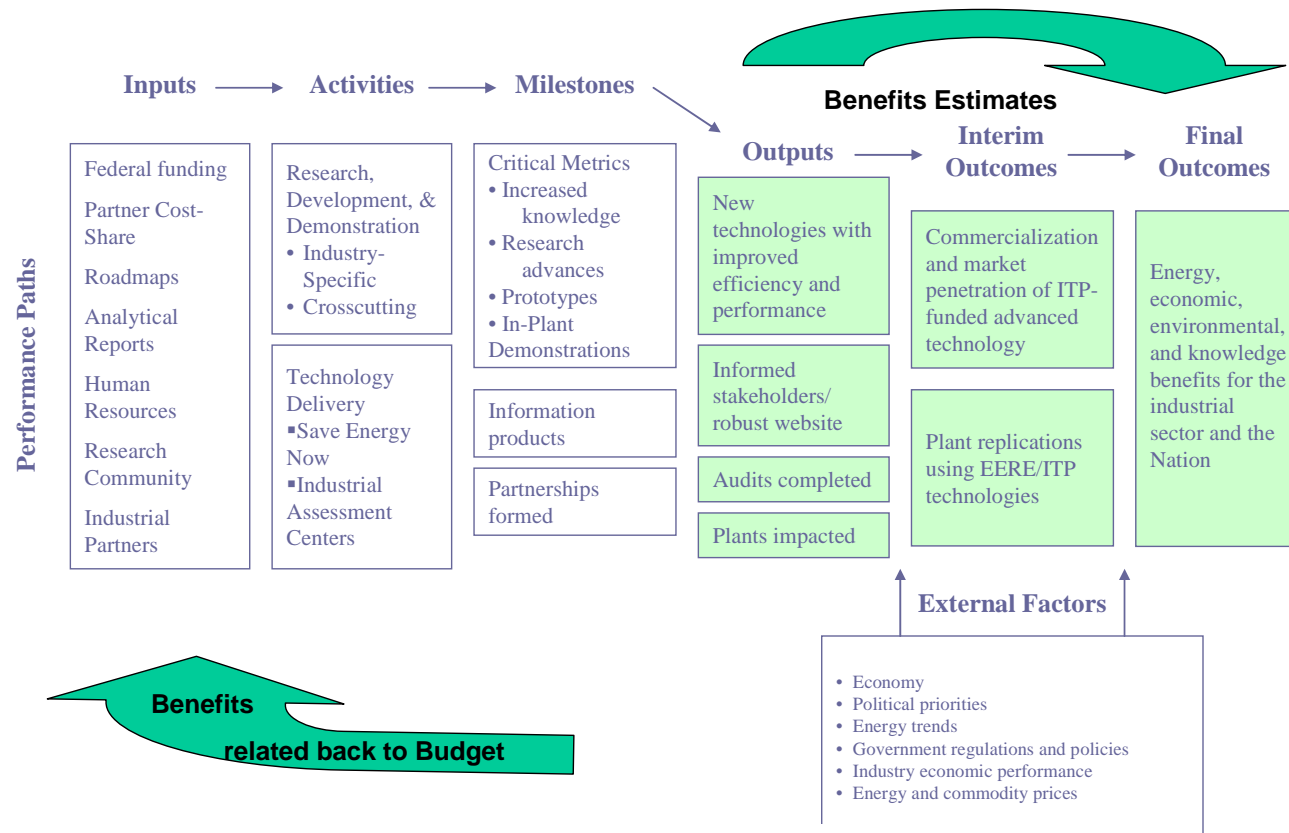 Inputs
Activities
Milestones
Benefits Estimates
Outputs
Interim
Outcomes
Final
Outcomes
Performance Paths
Federal funding
Partner Cost-
Share
Roadmaps
Analytical
Reports
Human
Resources
Research
Community
Industrial
Partners
Research,
Development, &
Demonstration
• Industry-
Specific
• Crosscutting
Technology
Delivery
▪Save Energy
Now
▪Industrial
Assessment
Centers
Critical Metrics
• Increased
knowledge
• Research
advances
• Prototypes
• In-Plant
Demonstrations
Information
products
Partnerships
formed
New
technologies with
improved
efficiency and
performance
Informed
stakeholders/
robust website
Audits completed
Plants impacted
Commercialization
and market
penetration of ITP-
funded advanced
technology
Plant replications
using EERE/ITP
technologies
Energy,
economic,
environmental,
and knowledge
benefits for the
industrial
sector and the
Nation
External Factors
• Economy
• Political priorities
• Energy trends
• Government regulations and policies
• Industry economic performance
• Energy and commodity prices
Benefits
related back to Budget